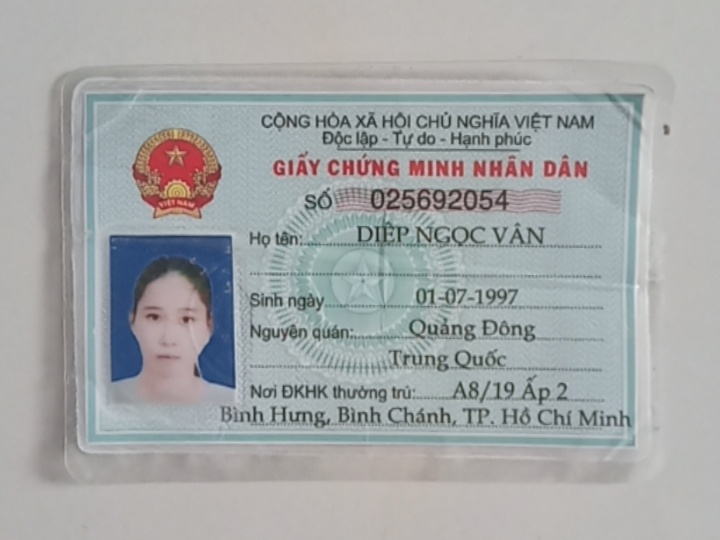 CỘNG HÒA XÃ HỘI CHỦ NGHĨA VIỆT NAM
Độc lập - Tự do - Hạnh phúc
GIẤY CHỨNG MINH NHÂN DÂN
SỐ 025692054
Họ tên: DIỆP NGỌC VÂN
Sinh ngày 01-07-1997
Nguyên quán: Quảng Đông
Trung Quốc
Nơi ĐKHK thường trú: A8/19 Ấp 2
Bình Hưng, Bình Chánh, TP. Hồ Chí Minh
VIỆT NAM